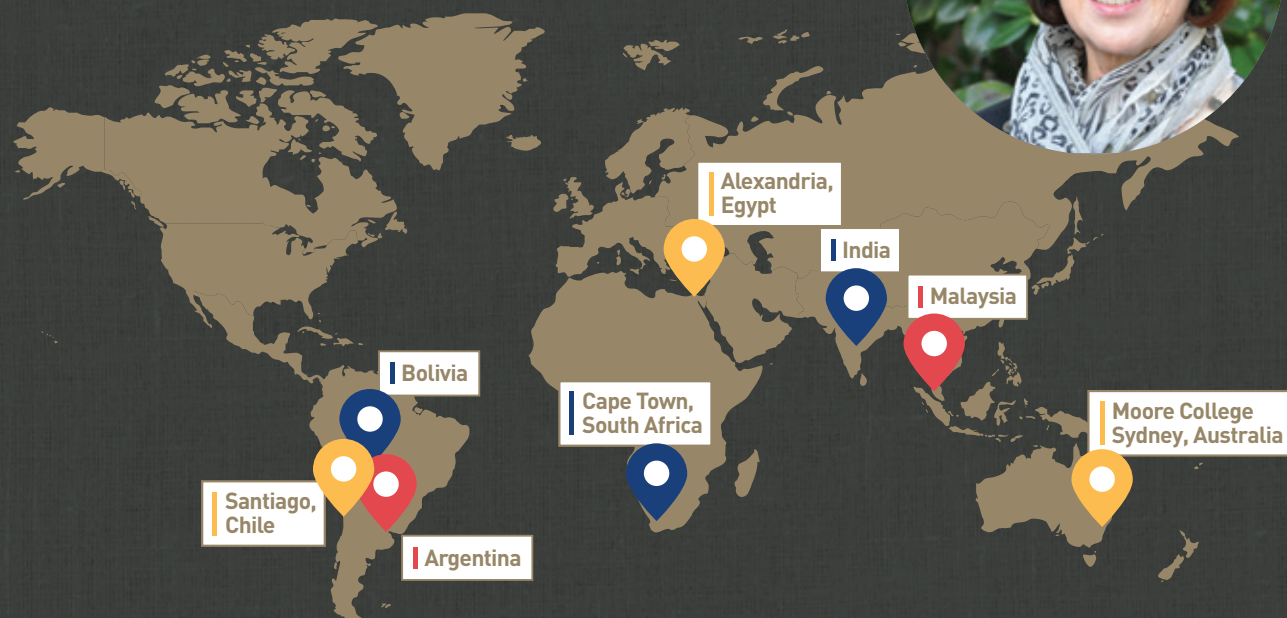 Alexandria,
Egypt
India
Malaysia
Bolivia
Cape Town,
South Africa
Moore College
Sydney, Australia
Santiago,
Chile
Argentina